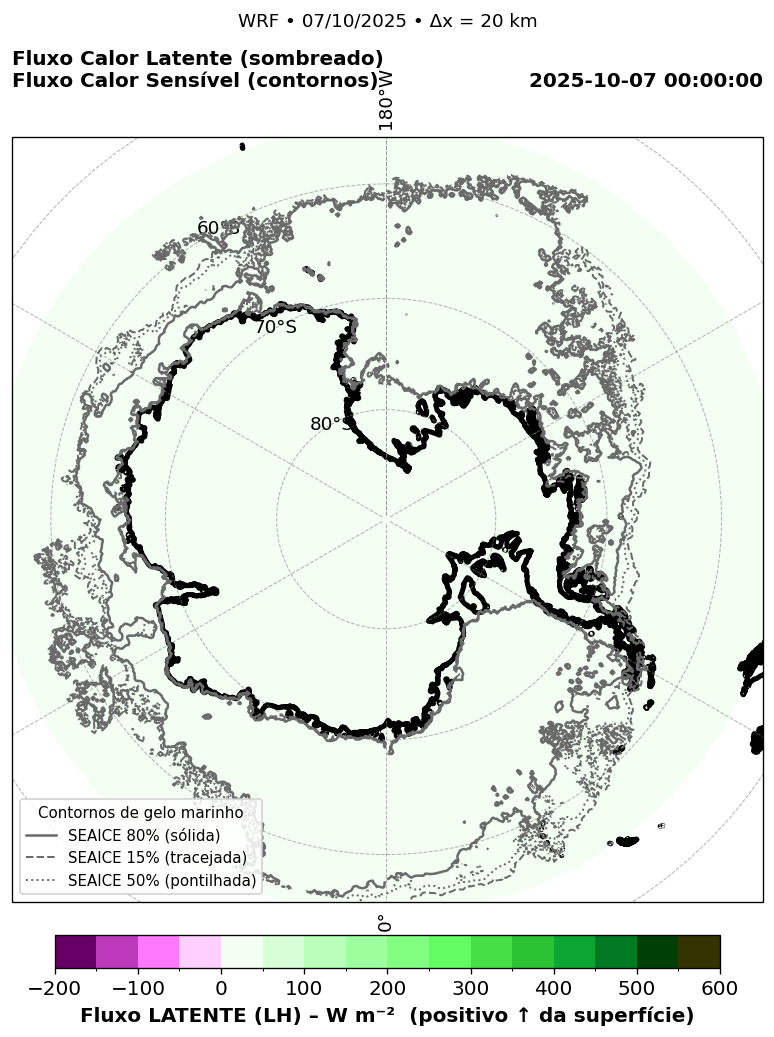 WRF • 07/10/2025 • Δx = 20 km
Fluxo Calor Latente (sombreado)
Fluxo Calor Sensível (contornos)
2025-10-07 00:00:00
180°W
60°S
70°S
80°S
Contornos de gelo marinho
SEAICE 80% (sólida)
SEAICE 15% (tracejada)
SEAICE 50% (pontilhada)
0°
−200 −100 0 100 200 300 400 500 600
Fluxo LATENTE (LH) – W m⁻² (positivo ↑ da superfície)